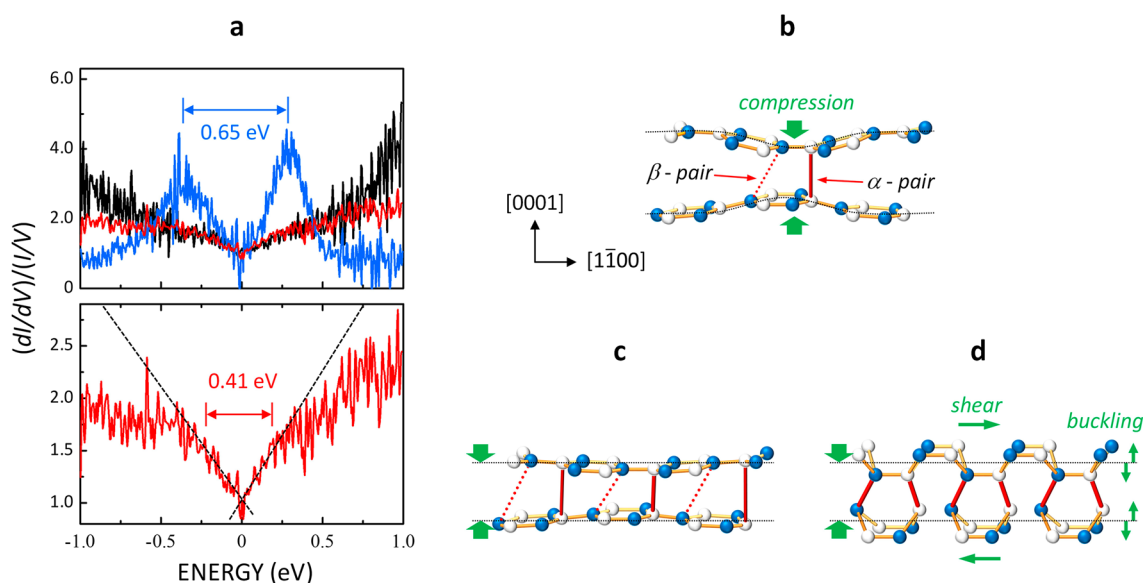 a
(dI/dV)/(I/V)
6.0
4.0
2.0
0
0.65 eV
2.5
2.0
1.5
1.0
0.41 eV
-1.0
-0.5
0
0.5
1.0
ENERGY (eV)
b
compression
β - pair
α - pair
[0001]
[11̄00]
c
d
shear
buckling